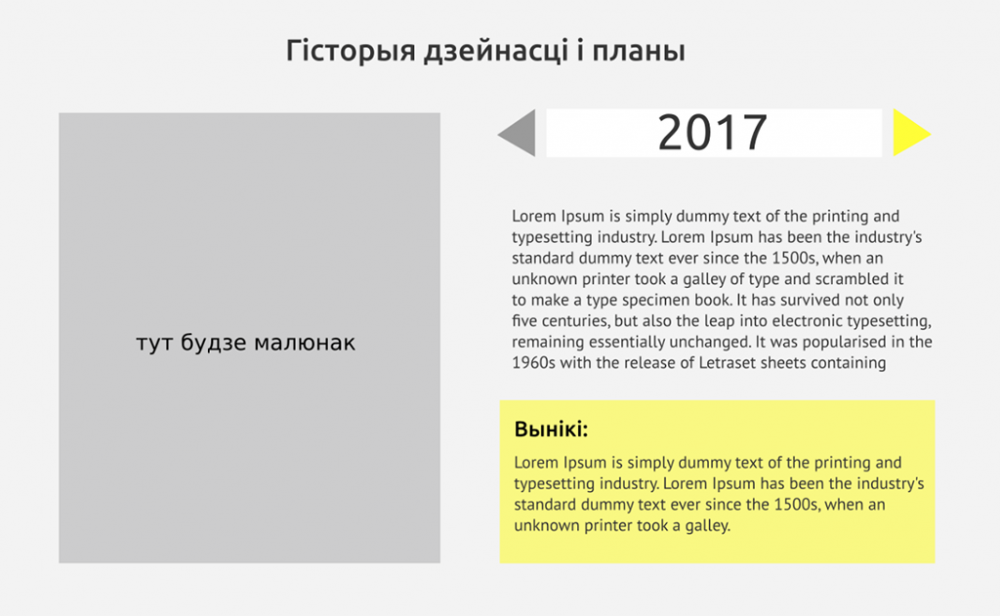 Гісторыя дзейнасці і планы
тут будзе малюнак
2017
Lorem Ipsum is simply dummy text of the printing and
typesetting industry. Lorem Ipsum has been the industry's
standard dummy text ever since the 1500s, when an
unknown printer took a galley of type and scrambled it
to make a type specimen book. It has survived not only
five centuries, but also the leap into electronic typesetting,
remaining essentially unchanged. It was popularised in the
1960s with the release of Letraset sheets containing
Вынікі:
Lorem Ipsum is simply dummy text of the printing and
typesetting industry. Lorem Ipsum has been the industry's
standard dummy text ever since the 1500s, when an
unknown printer took a galley.